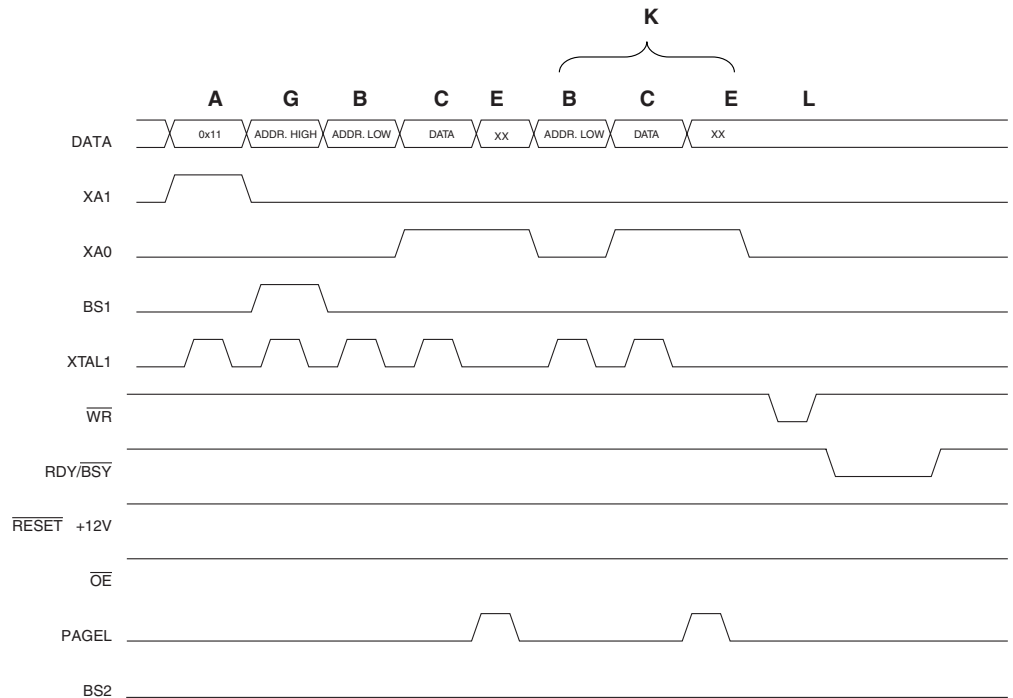 K
A G B C E B C E L
DATA 0x11 ADDR. HIGH ADDR. LOW DATA XX ADDR. LOW DATA XX
XA1
XA0
BS1
XTAL1
WR
RDY/BSY
RESET +12V
OE
PAGEL
BS2